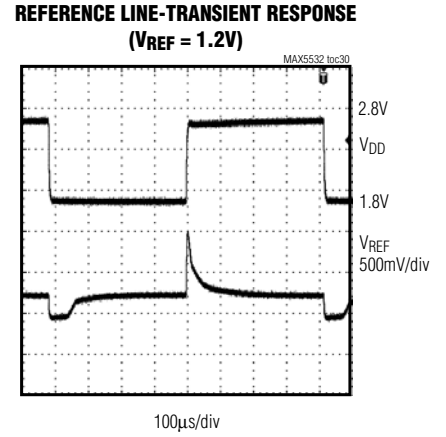 REFERENCE LINE-TRANSIENT RESPONSE
(VREF = 1.2V)
MAX5532 toc30
2.8V
VDD
1.8V
VREF
500mV/div
100μs/div